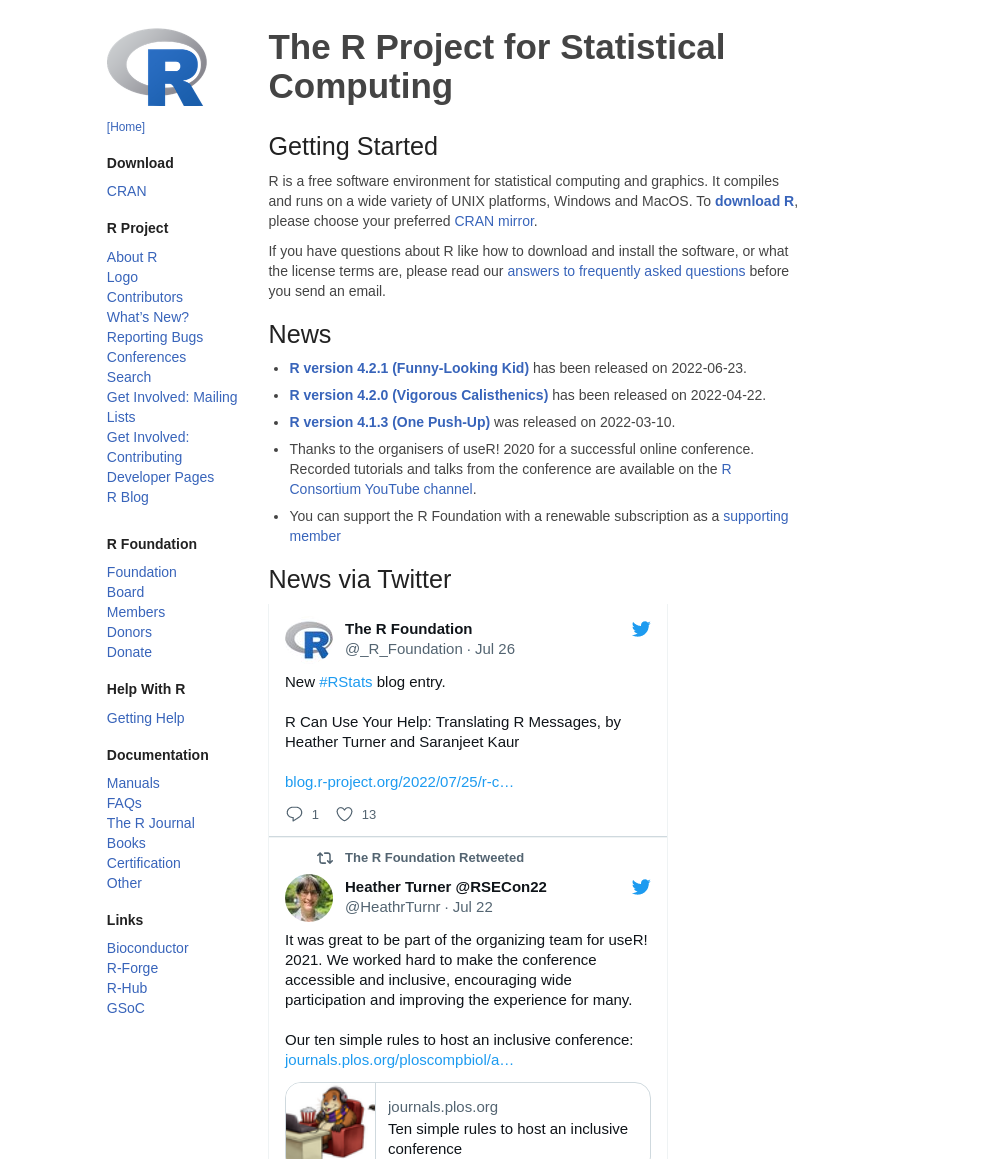 R
[Home]
Download
CRAN
R Project
About R
Logo
Contributors
What’s New?
Reporting Bugs
Conferences
Search
Get Involved: Mailing
Lists
Get Involved:
Contributing
Developer Pages
R Blog
R Foundation
Foundation
Board
Members
Donors
Donate
Help With R
Getting Help
Documentation
Manuals
FAQs
The R Journal
Books
Certification
Other
Links
Bioconductor
R-Forge
R-Hub
GSoC
The R Project for Statistical
Computing
Getting Started
R is a free software environment for statistical computing and graphics. It compiles
and runs on a wide variety of UNIX platforms, Windows and MacOS. To download R,
please choose your preferred CRAN mirror.
If you have questions about R like how to download and install the software, or what
the license terms are, please read our answers to frequently asked questions before
you send an email.
News
• R version 4.2.1 (Funny-Looking Kid) has been released on 2022-06-23.
• R version 4.2.0 (Vigorous Calisthenics) has been released on 2022-04-22.
• R version 4.1.3 (One Push-Up) was released on 2022-03-10.
• Thanks to the organisers of useR! 2020 for a successful online conference.
Recorded tutorials and talks from the conference are available on the R
Consortium YouTube channel.
• You can support the R Foundation with a renewable subscription as a supporting
member
News via Twitter
R
The R Foundation
@_R_Foundation · Jul 26
New #RStats blog entry.
R Can Use Your Help: Translating R Messages, by
Heather Turner and Saranjeet Kaur
blog.r-project.org/2022/07/25/r-c…
1 13
The R Foundation Retweeted
Heather Turner @RSECon22
@HeathrTurnr · Jul 22
It was great to be part of the organizing team for useR!
2021. We worked hard to make the conference
accessible and inclusive, encouraging wide
participation and improving the experience for many.
Our ten simple rules to host an inclusive conference:
journals.plos.org/ploscompbiol/a…
journals.plos.org
Ten simple rules to host an inclusive
conference